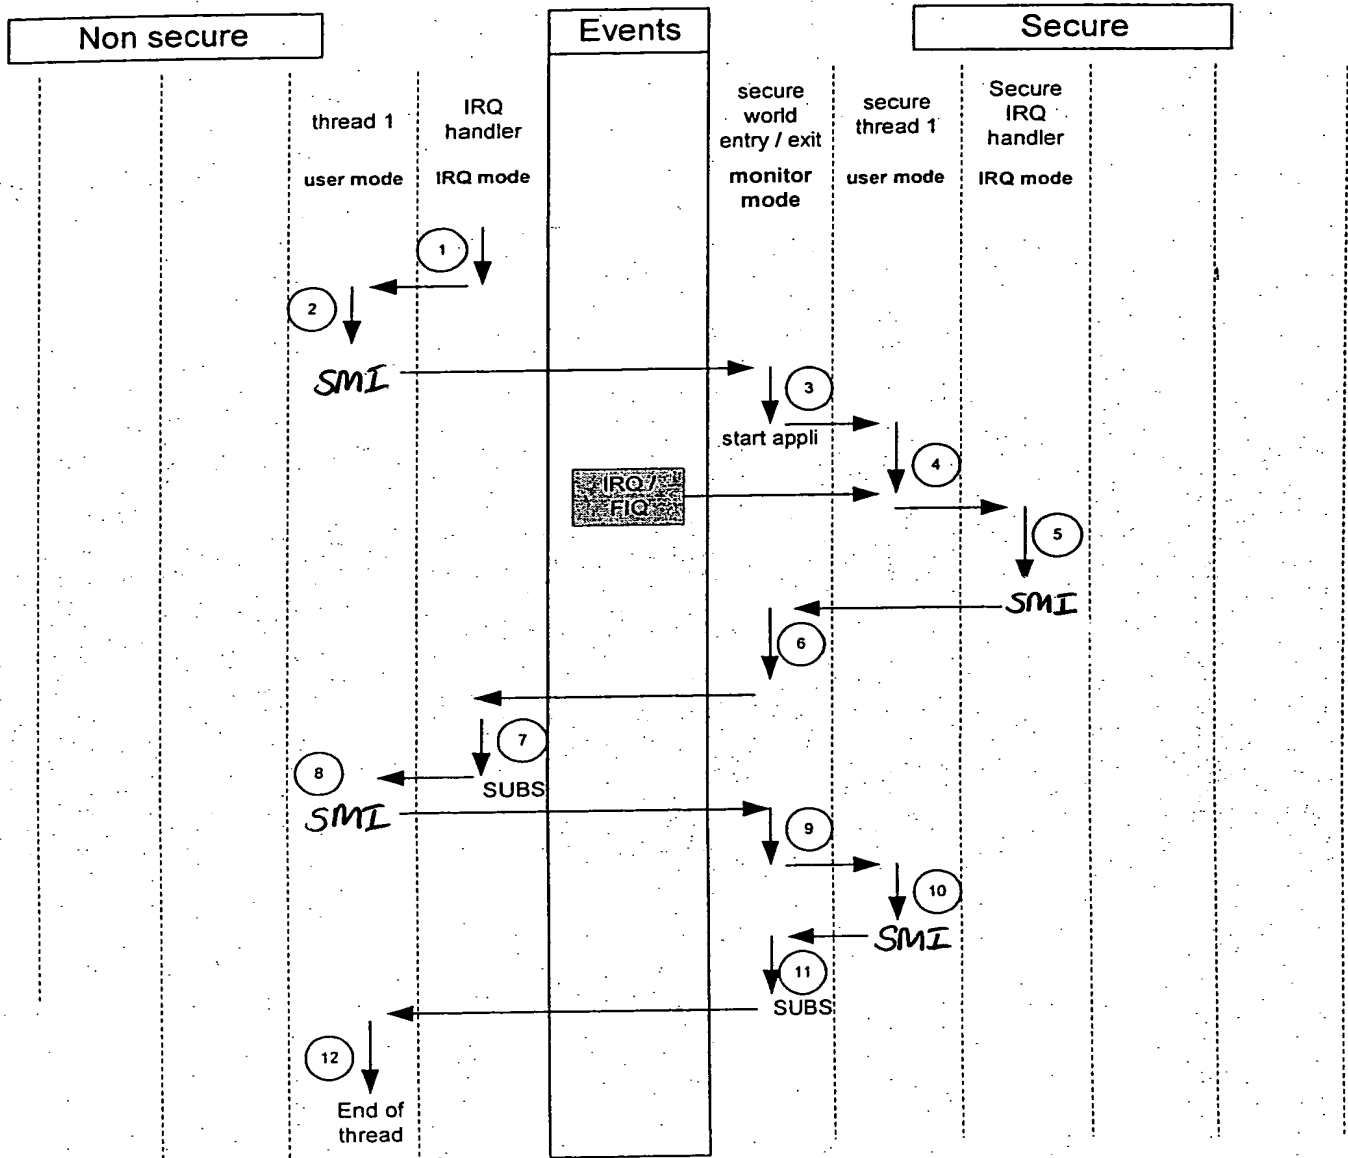 Non secure
Events
Secure
thread 1
user mode
IRQ
handler
IRQ mode
secure
world
entry / exit
monitor
mode
secure
thread 1
user mode
Secure
IRQ
handler
IRQ mode
1
2
SMI
3
start appli
4
IRQ /
FIQ
5
SMI
6
7
SUBS
8
SMI
9
10
SMI
11
SUBS
12
End of
thread